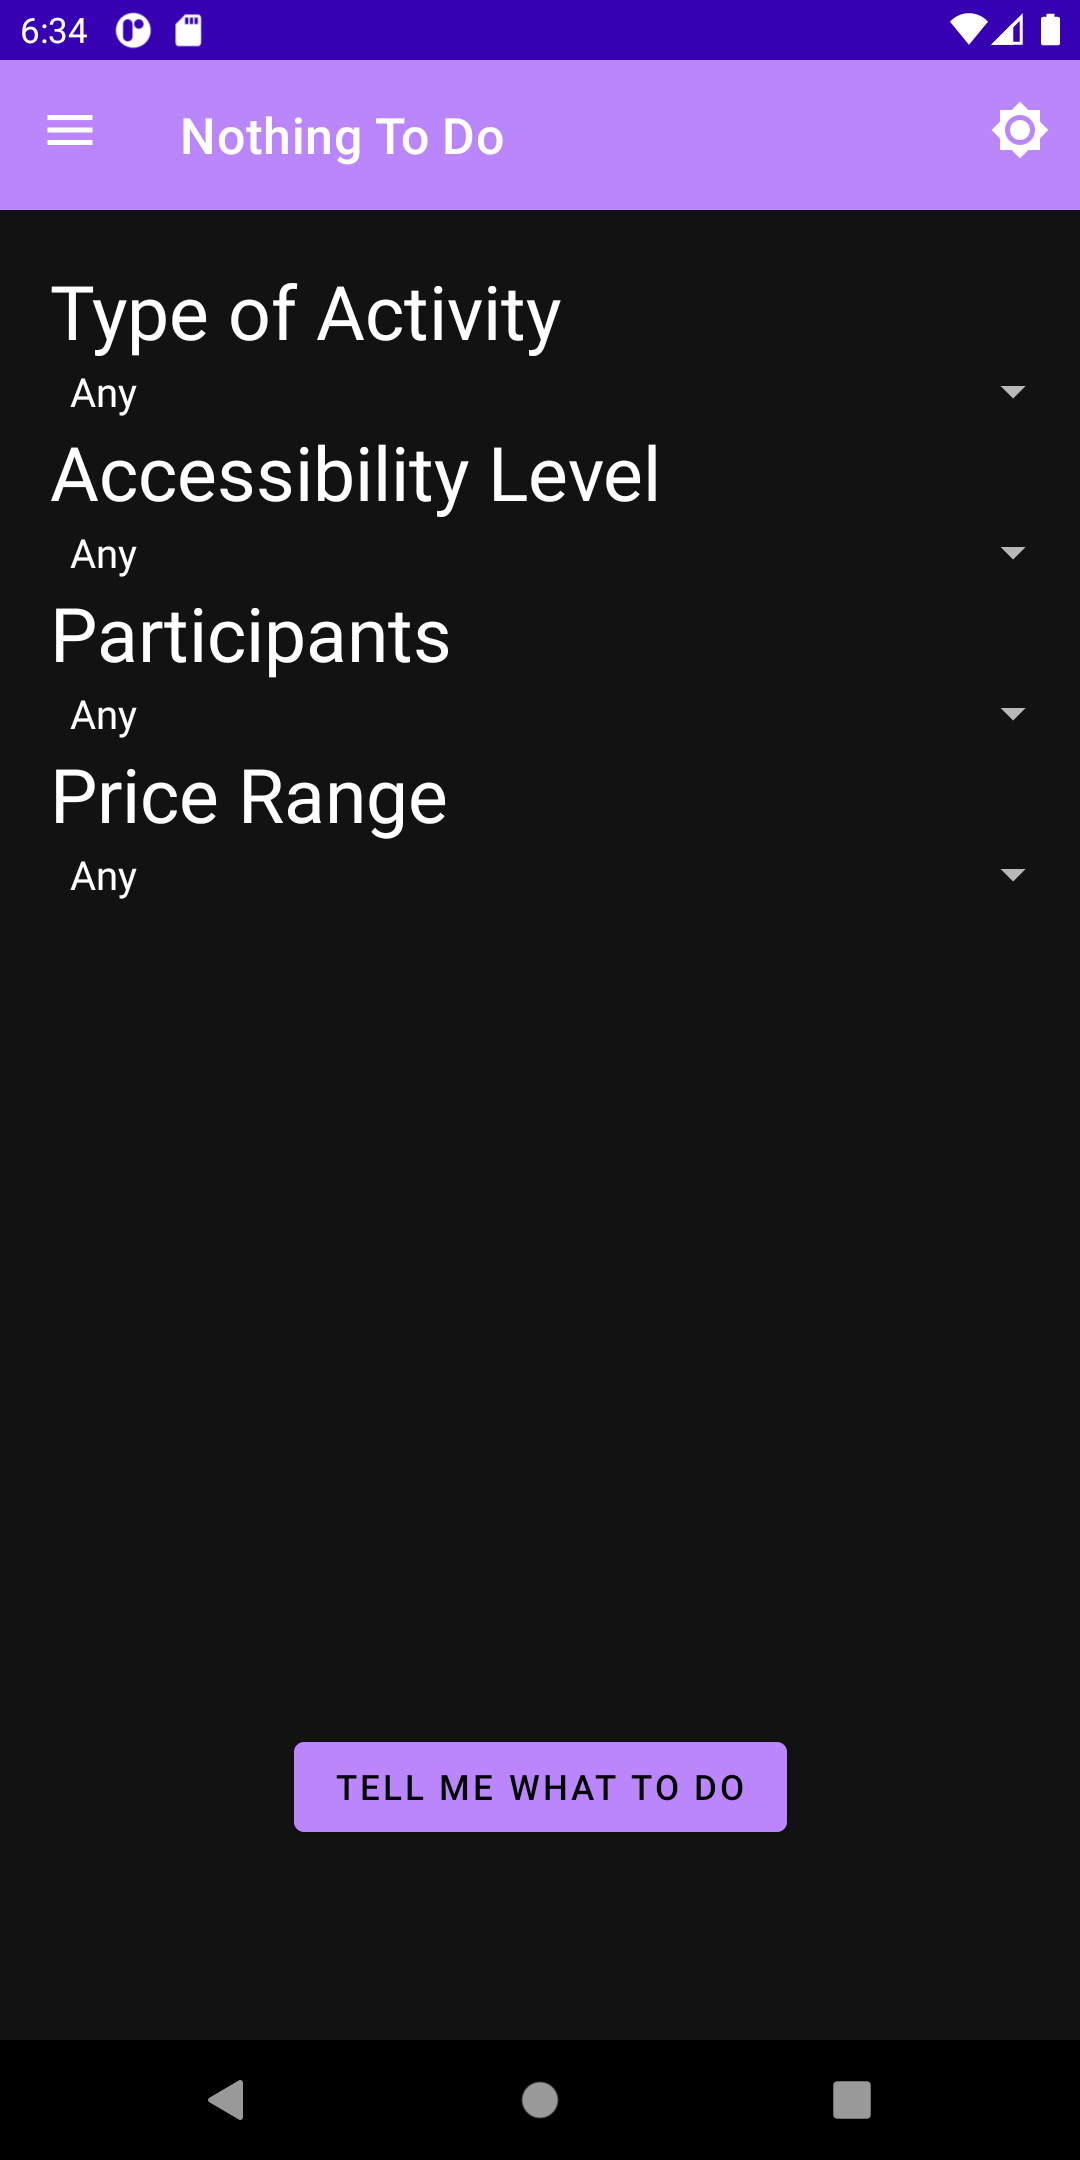 6:34
Nothing To Do
Type of Activity
Any
Accessibility Level
Any
Participants
Any
Price Range
Any
TELL ME WHAT TO DO